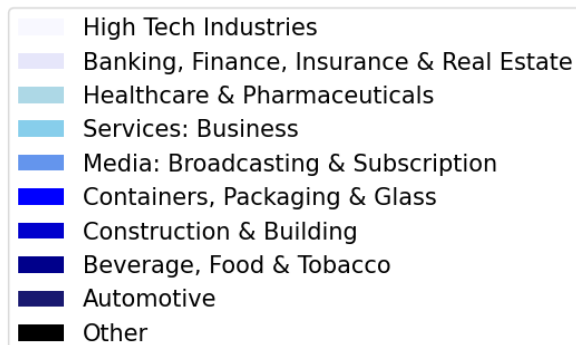 High Tech Industries
Banking, Finance, Insurance & Real Estate
Healthcare & Pharmaceuticals
Services: Business
Media: Broadcasting & Subscription
Containers, Packaging & Glass
Construction & Building
Beverage, Food & Tobacco
Automotive
Other